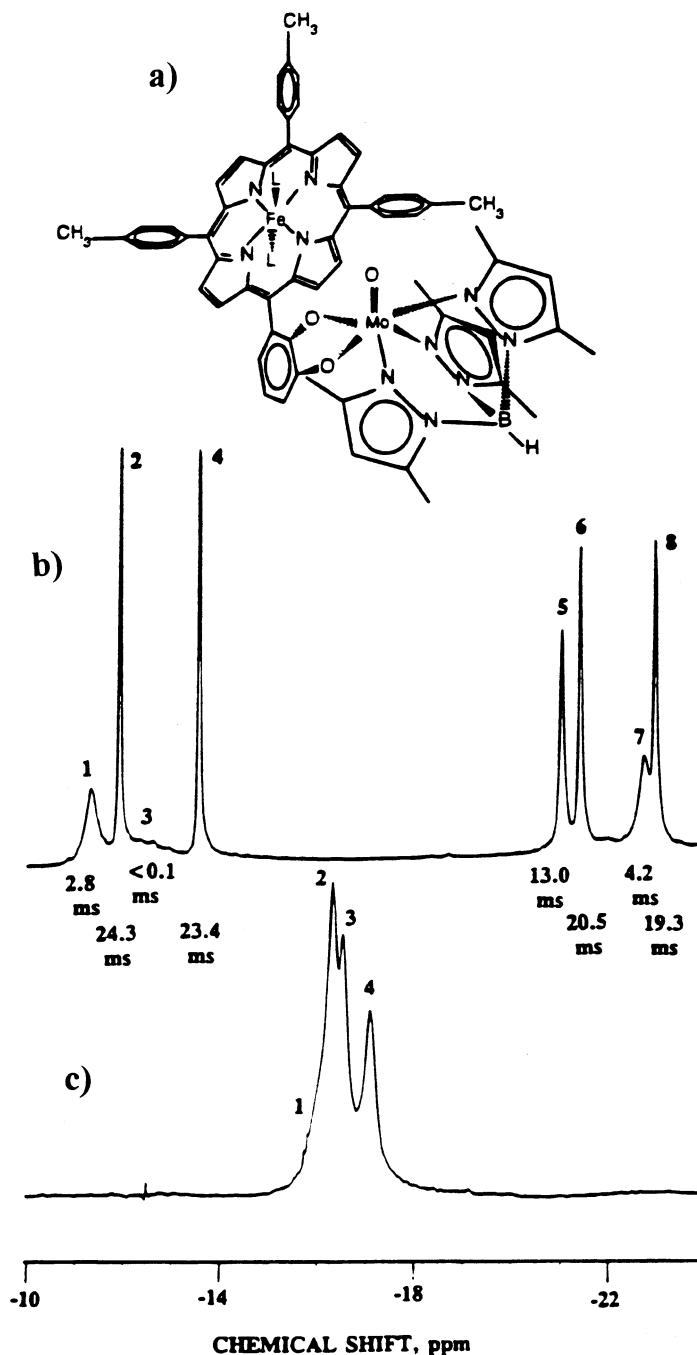 a)
CH₃
L
N
N
Fe
N
N
L
CH₃
CH₃
O
O
Mo
O
N
N
N
N
N
N
B
H
b)
1
2
3
4
5
6
7
8
2.8 ms
24.3 ms
<0.1 ms
23.4 ms
13.0 ms
20.5 ms
4.2 ms
19.3 ms
c)
1
2
3
4
-10 -14 -18 -22
CHEMICAL SHIFT, ppm